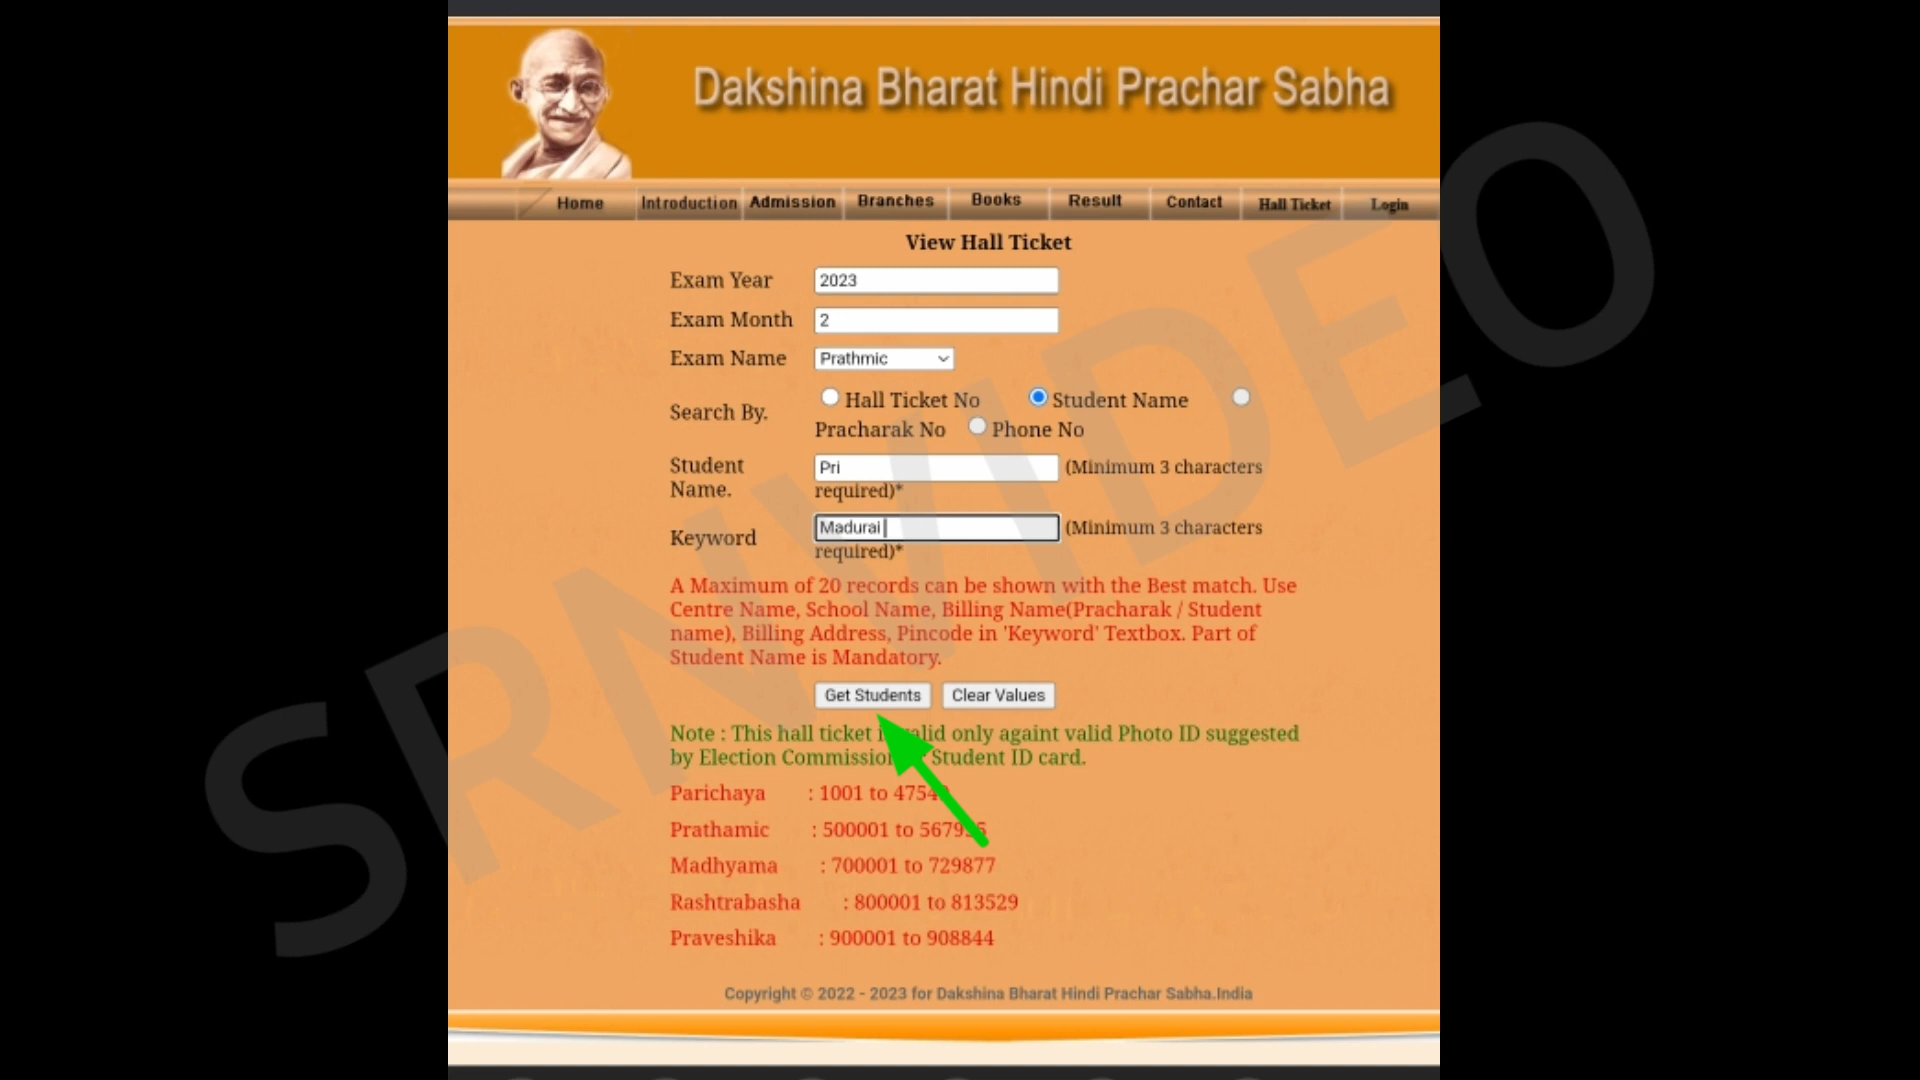 Dakshina Bharat Hindi Prachar Sabha
Home Introduction Admission Branches Books Result Contact Hall Ticket Login
View Hall Ticket
Exam Year 2023
Exam Month 2
Exam Name Prathmic
Search By. Hall Ticket No Student Name
Pracharak No Phone No
Student Name. Pri (Minimum 3 characters
required)*
Keyword Madurai (Minimum 3 characters
required)*
A Maximum of 20 records can be shown with the Best match. Use
Centre Name, School Name, Billing Name(Pracharak / Student
name), Billing Address, Pincode in 'Keyword' Textbox. Part of
Student Name is Mandatory.
Get Students Clear Values
Note : This hall ticket valid only againt valid Photo ID suggested
by Election Commission Student ID card.
Parichaya : 1001 to
Prathamic : 500001 to
Madhyama : 700001 to 729877
Rashtrabasha : 800001 to 813529
Praveshika : 900001 to 908844
Copyright © 2022 - 2023 for Dakshina Bharat Hindi Prachar Sabha.India
SRNVIDEO